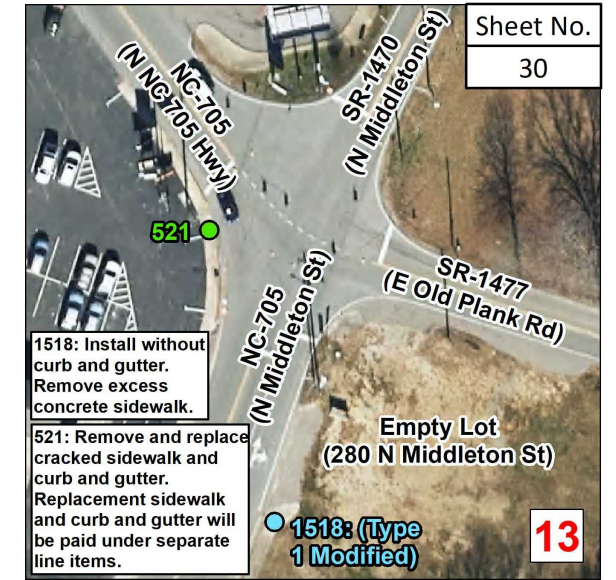 Sheet No.
30
NC-705
(N NC 705 Hwy)
SR-1470
(N Middleton St)
521
SR-1477
(E Old Plank Rd)
NC-705
(N Middleton St)
1518: Install without
curb and gutter.
Remove excess
concrete sidewalk.
521: Remove and replace
cracked sidewalk and
curb and gutter.
Replacement sidewalk
and curb and gutter will
be paid under separate
line items.
Empty Lot
(280 N Middleton St)
1518: (Type
1 Modified)
13